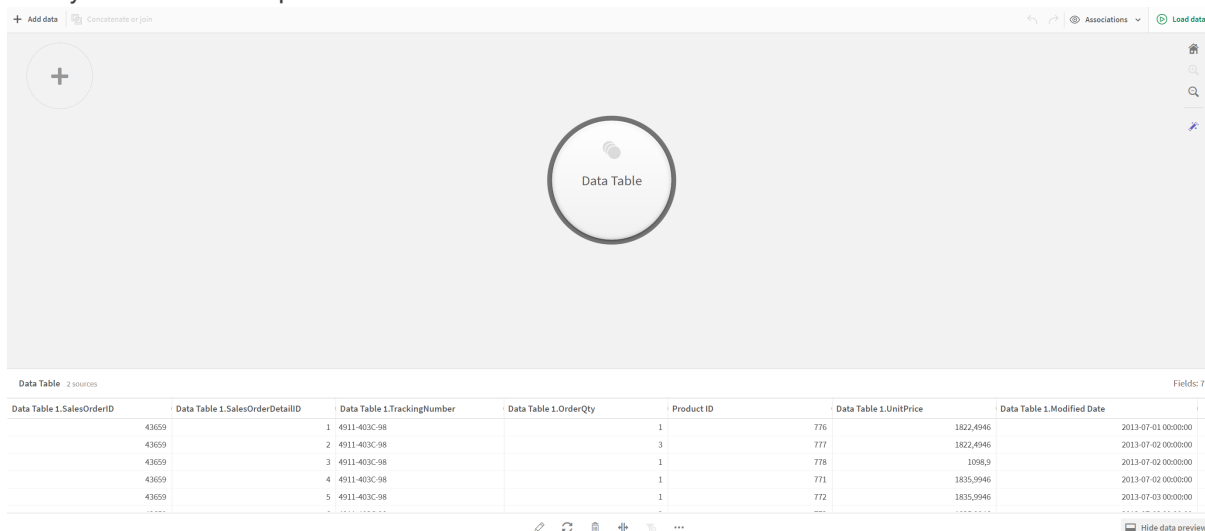 + Add data Concatenate or join Associations Load data
Data Table
Data Table 2 sources Fields: 7
Data Table 1.SalesOrderID Data Table 1.SalesOrderDetailID Data Table 1.TrackingNumber Data Table 1.OrderQty Product ID Data Table 1.UnitPrice Data Table 1.Modified Date
43659 1 4911-403C-98 1 776 1822,4946 2013-07-01 00:00:00
43659 2 4911-403C-98 3 777 1822,4946 2013-07-02 00:00:00
43659 3 4911-403C-98 1 778 1098,9 2013-07-02 00:00:00
43659 4 4911-403C-98 1 771 1835,9946 2013-07-02 00:00:00
43659 5 4911-403C-98 1 772 1835,9946 2013-07-03 00:00:00
Hide data preview